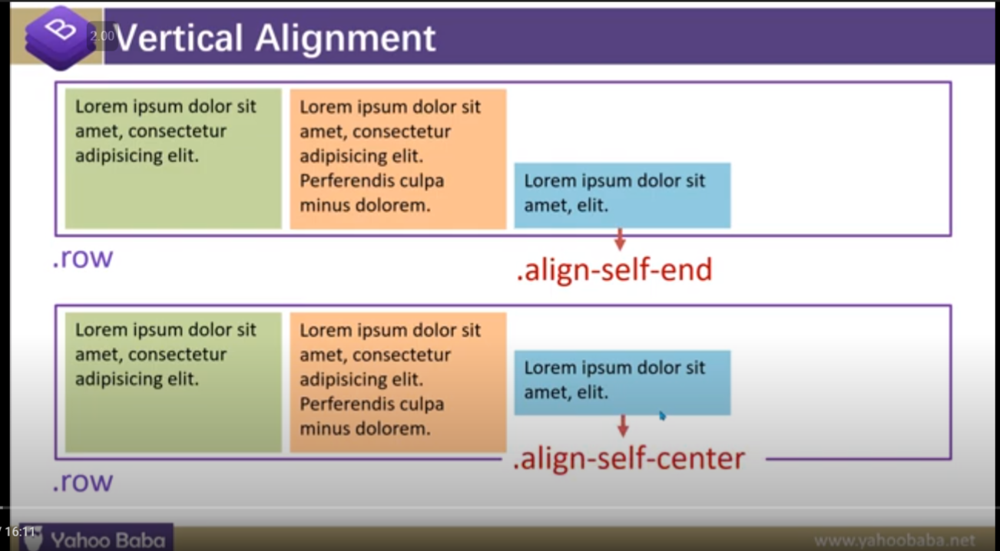 2.00
Vertical Alignment
Lorem ipsum dolor sit
amet, consectetur
adipisicing elit.
Lorem ipsum dolor sit
amet, consectetur
adipisicing elit.
Perferendis culpa
minus dolorem.
Lorem ipsum dolor sit
amet, elit.
.row
.align-self-end
Lorem ipsum dolor sit
amet, consectetur
adipisicing elit.
Lorem ipsum dolor sit
amet, consectetur
adipisicing elit.
Perferendis culpa
minus dolorem.
Lorem ipsum dolor sit
amet, elit.
.align-self-center
.row
/ 16:11
Yahoo Baba
www.yahoobaba.net